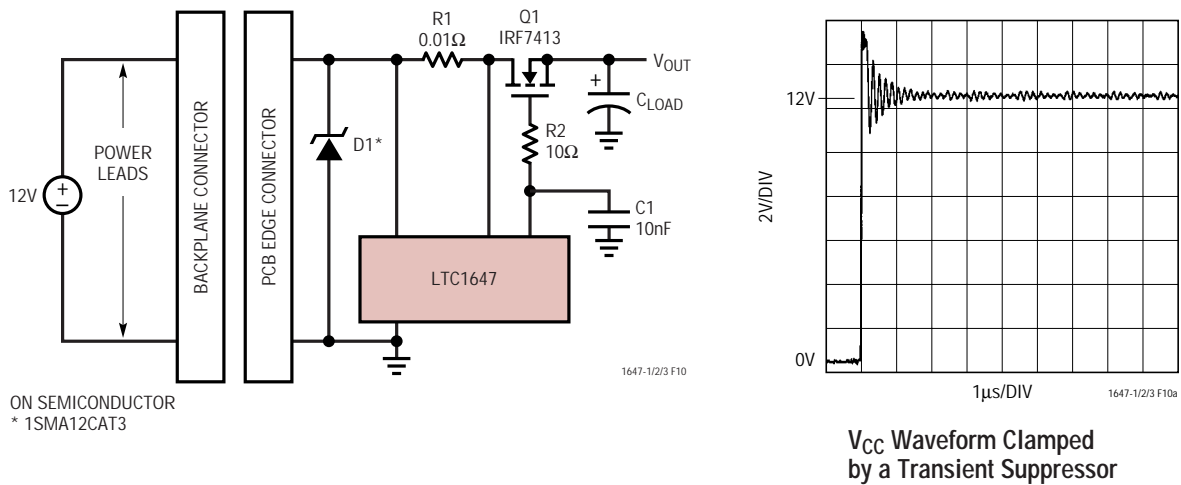 R1
0.01Ω
Q1
IRF7413
VOUT
+
CLOAD
R2
10Ω
D1*
C1
10nF
POWER
LEADS
12V
+
−
BACKPLANE CONNECTOR
PCB EDGE CONNECTOR
LTC1647
1647-1/2/3 F10
ON SEMICONDUCTOR
* 1SMA12CAT3
12V
2V/DIV
0V
1µs/DIV
1647-1/2/3 F10a
VCC Waveform Clamped
by a Transient Suppressor